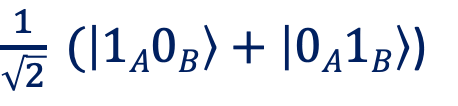 1/√2 (|1_A0_B⟩ + |0_A1_B⟩)